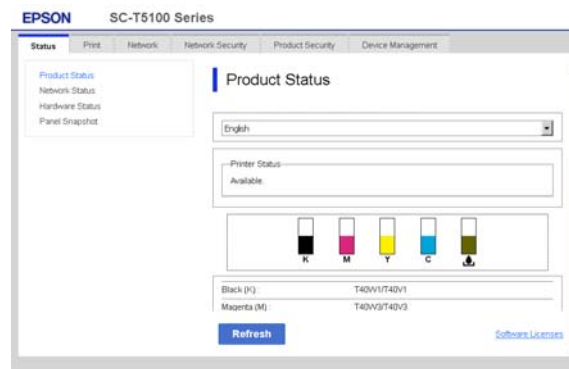 EPSON SC-T5100 Series
Status Print Network Network Security Product Security Device Management
Product Status
Network Status
Hardware Status
Panel Snapshot
Product Status
English
Printer Status
Available.
K M Y C
Black (K) : T40W1/T40V1
Magenta (M) : T40W3/T40V3
Refresh
Software Licenses